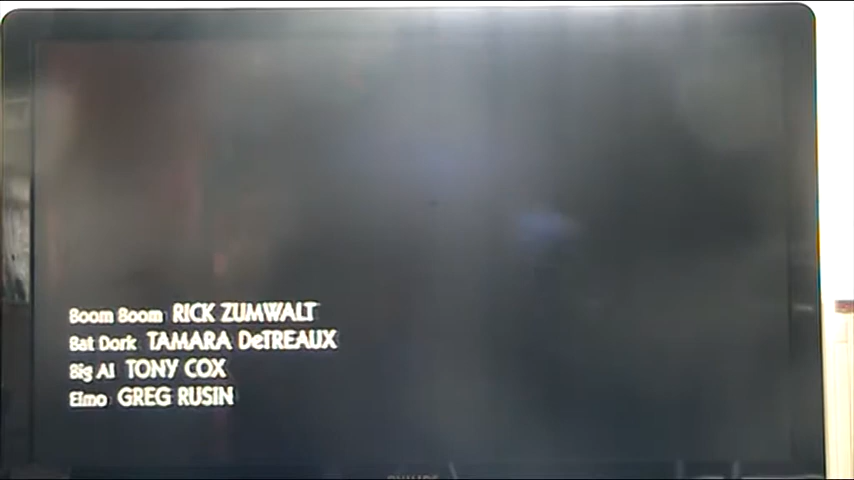 Boom Boom RICK ZUMWALT
Bat Dork TAMARA DeTREAUX
Big Al TONY COX
Elmo GREG RUSIN